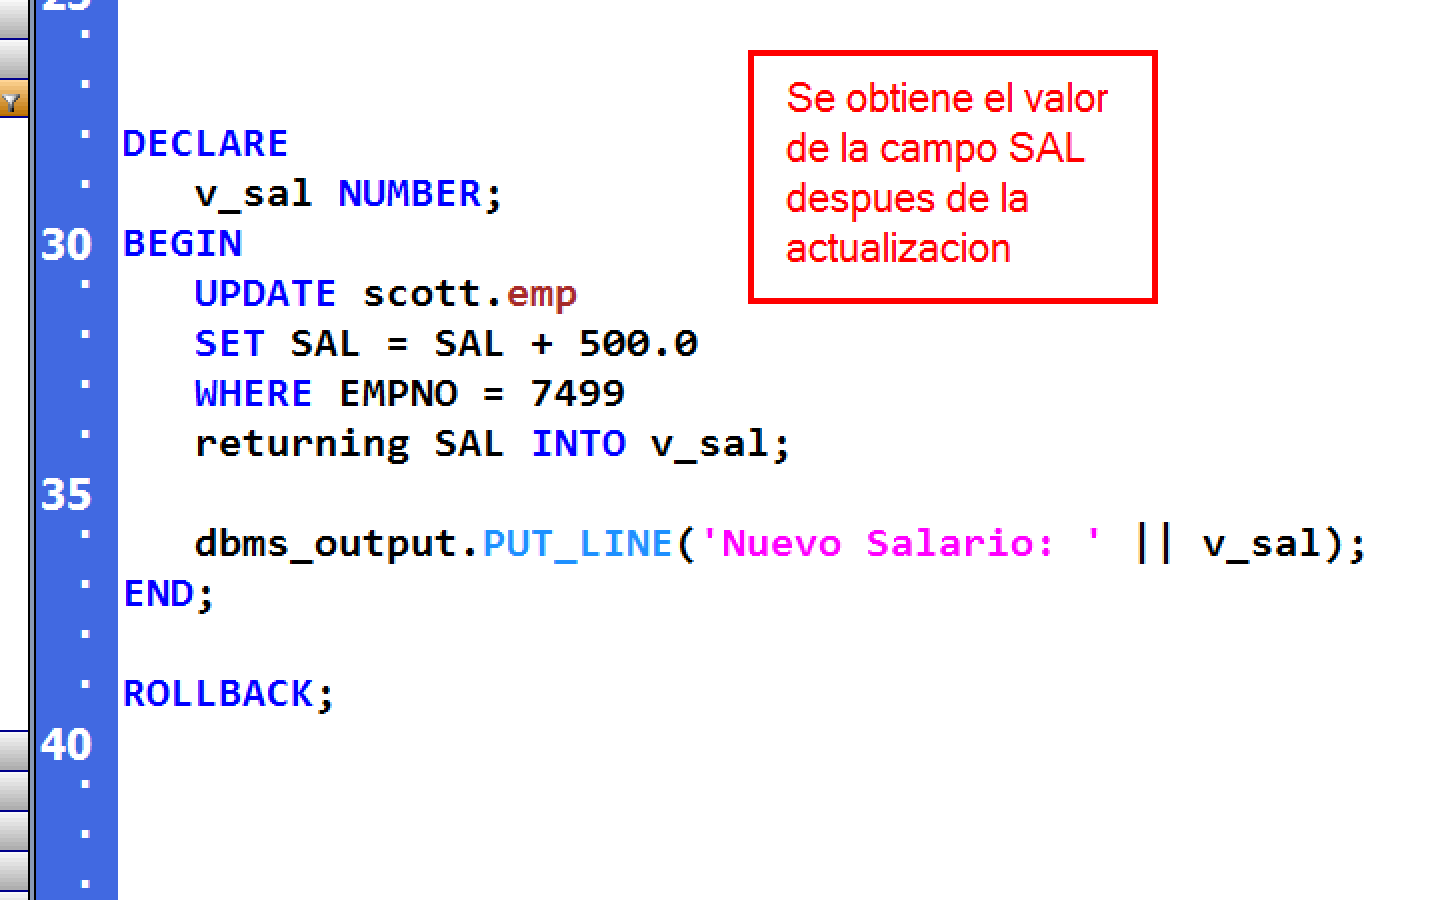 Se obtiene el valor
de la campo SAL
despues de la
actualizacion
DECLARE
v_sal NUMBER;
30 BEGIN
UPDATE scott.emp
SET SAL = SAL + 500.0
WHERE EMPNO = 7499
returning SAL INTO v_sal;
35
dbms_output.PUT_LINE('Nuevo Salario: ' || v_sal);
END;
ROLLBACK;
40